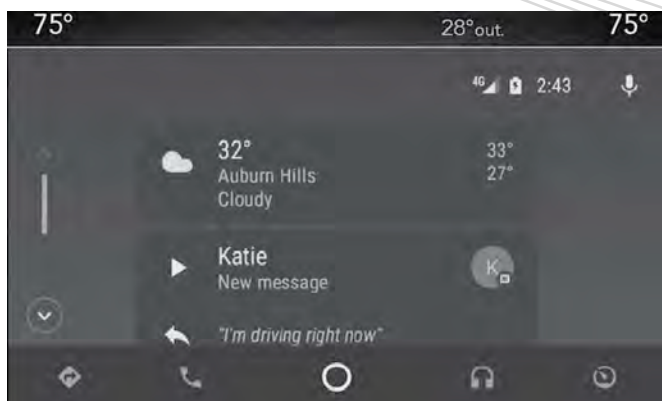 75° 28°out. 75°
4G 2:43
32° 33°
Auburn Hills 27°
Cloudy
Katie
New message K
"I'm driving right now"